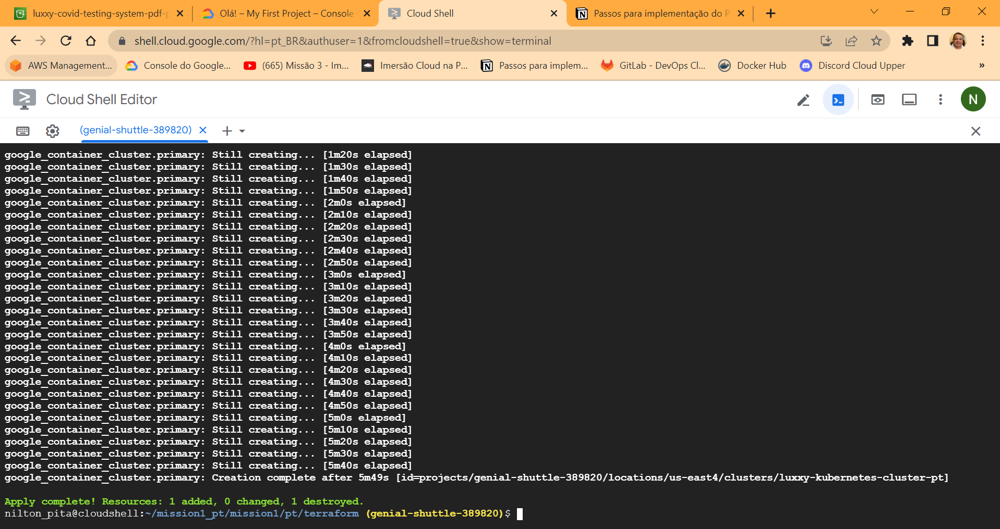 luxxy-covid-testing-system-pdf-p
Olá! – My First Project – Console
Cloud Shell
Passos para implementação do P
shell.cloud.google.com/?hl=pt_BR&authuser=1&fromcloudshell=true&show=terminal
AWS Management... Console do Google... (665) Missão 3 - Im... Imersão Cloud na P... Passos para implem... GitLab - DevOps Cl... Docker Hub Discord Cloud Upper »
Cloud Shell Editor N
(genial-shuttle-389820)
google_container_cluster.primary: Still creating... [1m20s elapsed]
google_container_cluster.primary: Still creating... [1m30s elapsed]
google_container_cluster.primary: Still creating... [1m40s elapsed]
google_container_cluster.primary: Still creating... [1m50s elapsed]
google_container_cluster.primary: Still creating... [2m0s elapsed]
google_container_cluster.primary: Still creating... [2m10s elapsed]
google_container_cluster.primary: Still creating... [2m20s elapsed]
google_container_cluster.primary: Still creating... [2m30s elapsed]
google_container_cluster.primary: Still creating... [2m40s elapsed]
google_container_cluster.primary: Still creating... [2m50s elapsed]
google_container_cluster.primary: Still creating... [3m0s elapsed]
google_container_cluster.primary: Still creating... [3m10s elapsed]
google_container_cluster.primary: Still creating... [3m20s elapsed]
google_container_cluster.primary: Still creating... [3m30s elapsed]
google_container_cluster.primary: Still creating... [3m40s elapsed]
google_container_cluster.primary: Still creating... [3m50s elapsed]
google_container_cluster.primary: Still creating... [4m0s elapsed]
google_container_cluster.primary: Still creating... [4m10s elapsed]
google_container_cluster.primary: Still creating... [4m20s elapsed]
google_container_cluster.primary: Still creating... [4m30s elapsed]
google_container_cluster.primary: Still creating... [4m40s elapsed]
google_container_cluster.primary: Still creating... [4m50s elapsed]
google_container_cluster.primary: Still creating... [5m0s elapsed]
google_container_cluster.primary: Still creating... [5m10s elapsed]
google_container_cluster.primary: Still creating... [5m20s elapsed]
google_container_cluster.primary: Still creating... [5m30s elapsed]
google_container_cluster.primary: Still creating... [5m40s elapsed]
google_container_cluster.primary: Creation complete after 5m49s [id=projects/genial-shuttle-389820/locations/us-east4/clusters/luxxy-kubernetes-cluster-pt]
Apply complete! Resources: 1 added, 0 changed, 1 destroyed.
nilton_pita@cloudshell:~/mission1_pt/mission1/pt/terraform (genial-shuttle-389820)$